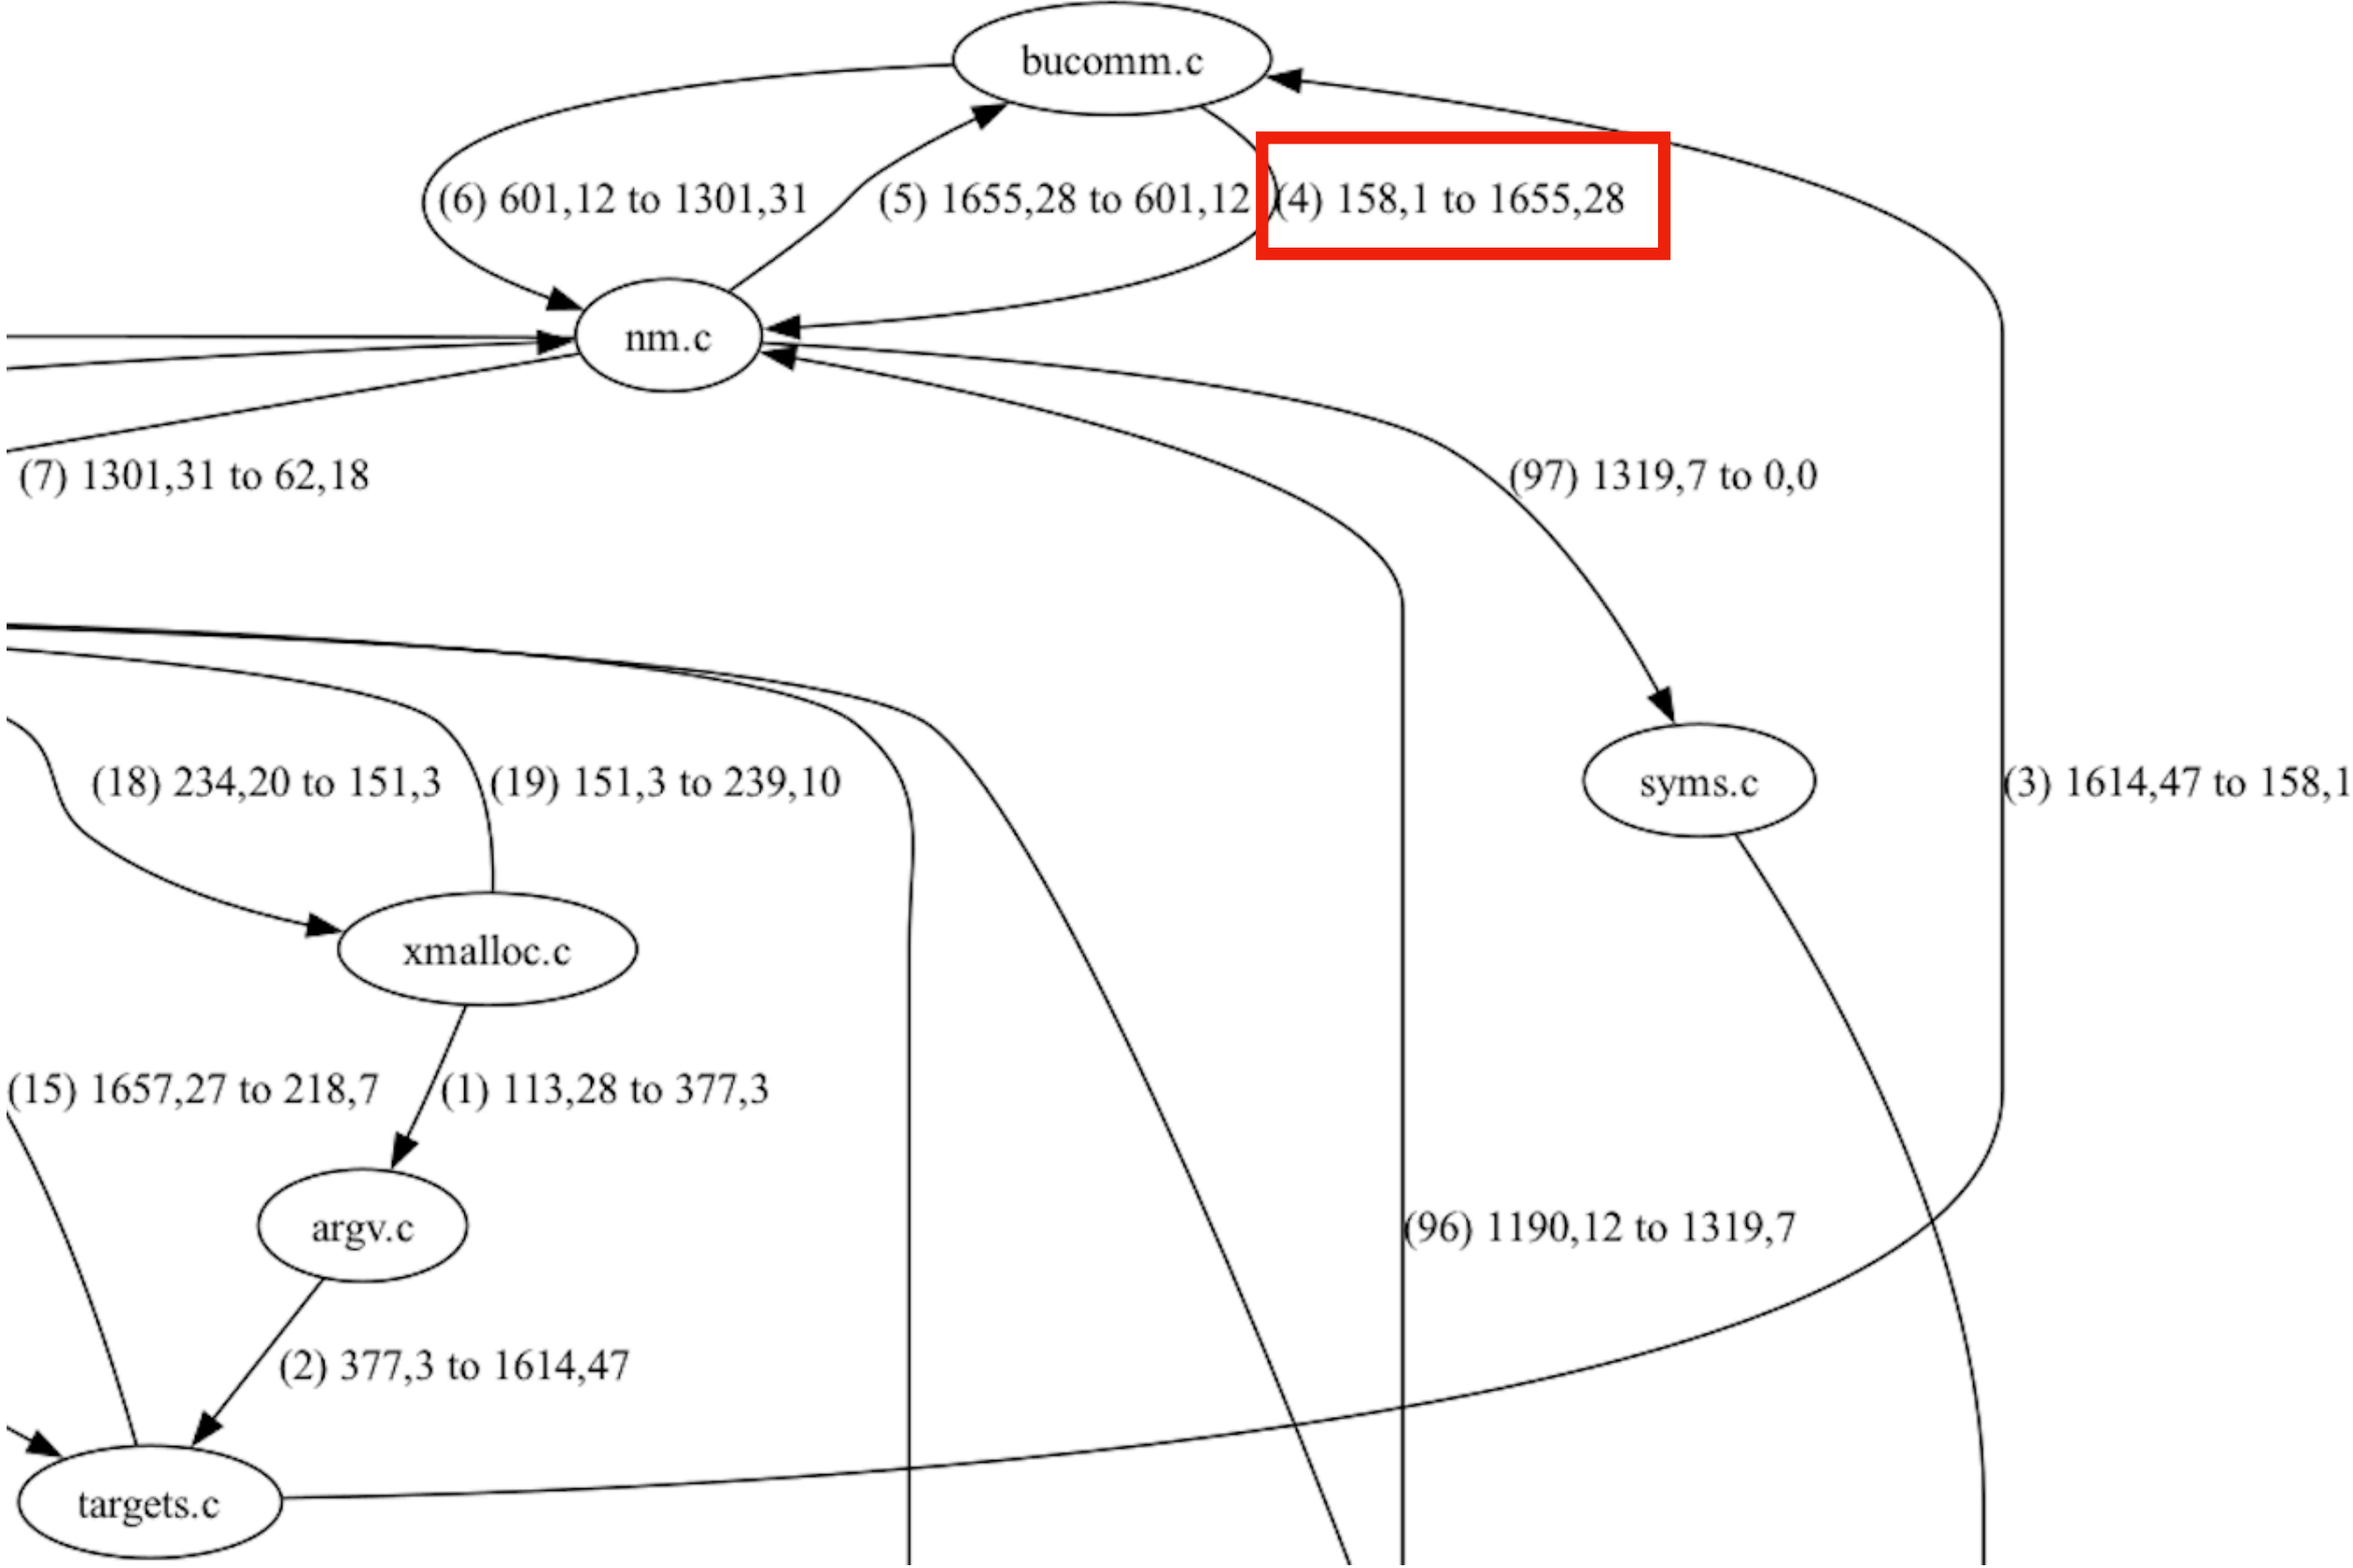 bucomm.c
(6) 601,12 to 1301,31
(5) 1655,28 to 601,12
(4) 158,1 to 1655,28
nm.c
(7) 1301,31 to 62,18
(97) 1319,7 to 0,0
(18) 234,20 to 151,3
(19) 151,3 to 239,10
syms.c
(3) 1614,47 to 158,1
xmalloc.c
(15) 1657,27 to 218,7
(1) 113,28 to 377,3
argv.c
(96) 1190,12 to 1319,7
(2) 377,3 to 1614,47
targets.c